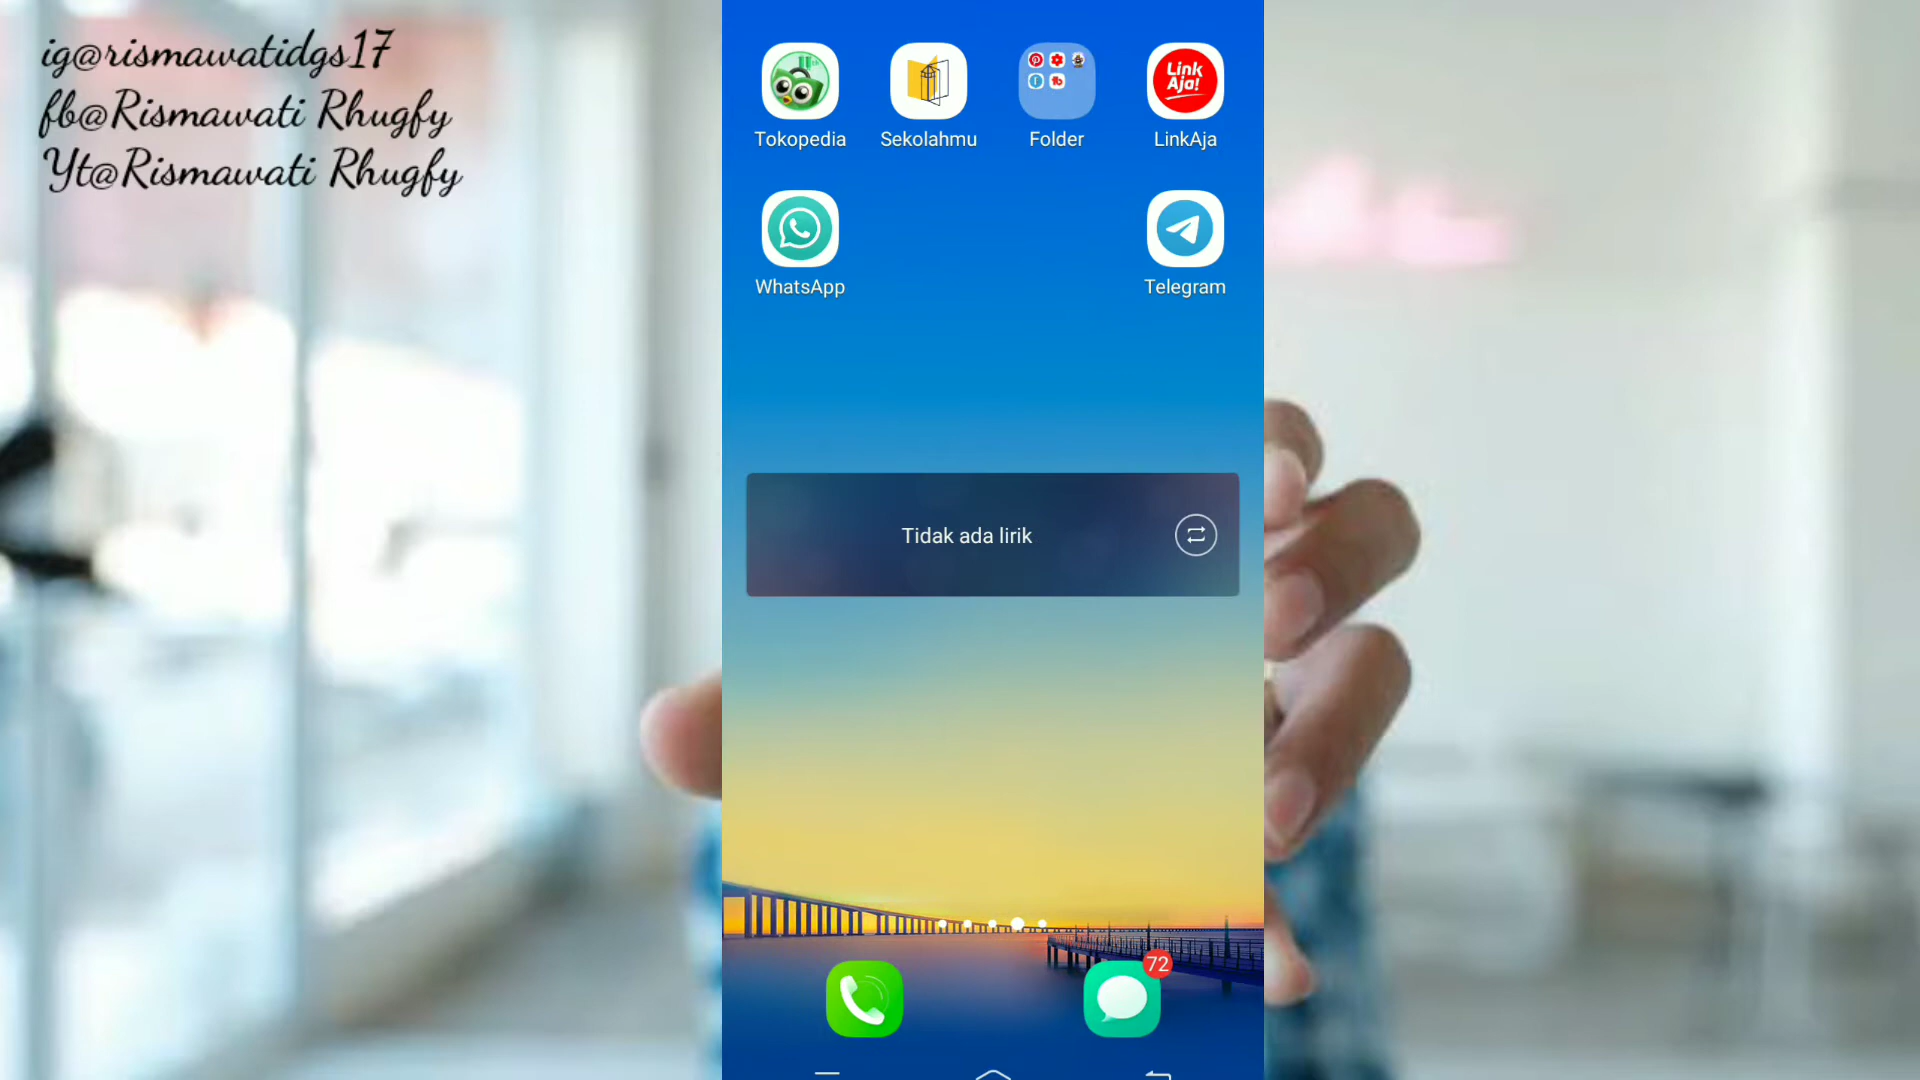 ig@rismawatidgs17
fb@Rismawati Rhugfy
Yt@Rismawati Rhugfy
11th
Link
Aja!
Tokopedia
Sekolahmu
Folder
LinkAja
WhatsApp
Telegram
Tidak ada lirik
72